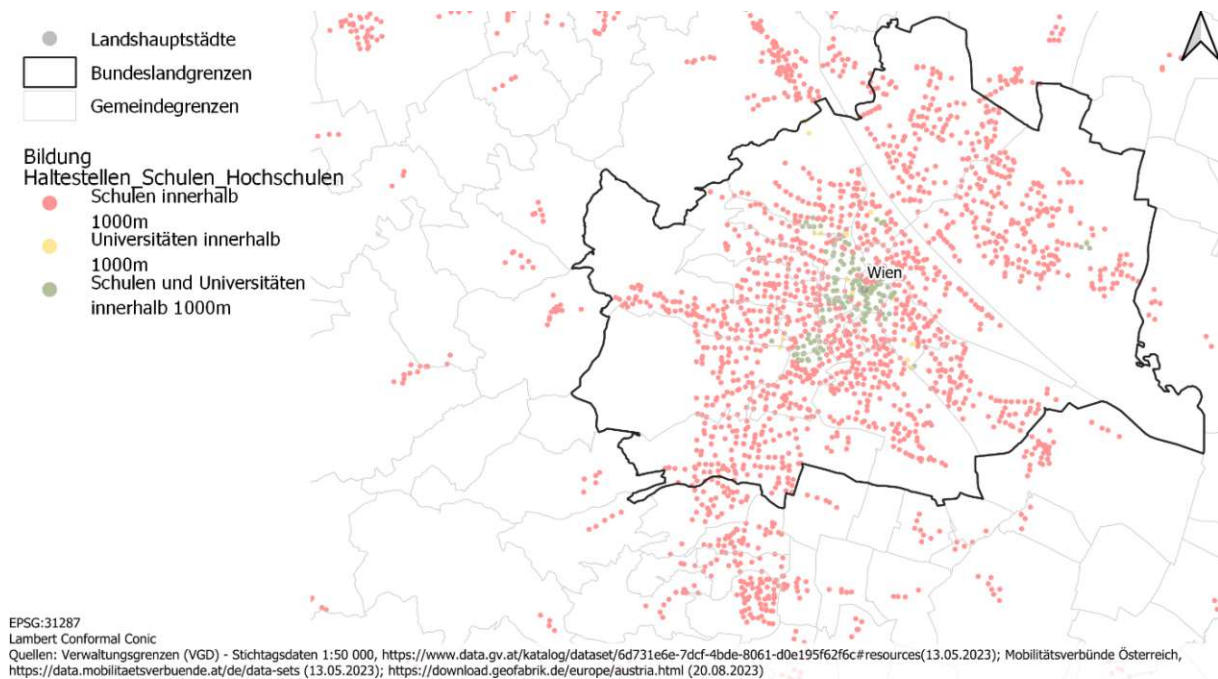 Landshauptstädte
Bundeslandgrenzen
Gemeindegrenzen
Bildung
Haltestellen_Schulen_Hochschulen
Schulen innerhalb
1000m
Universitäten innerhalb
1000m
Schulen und Universitäten
innerhalb 1000m
Wien
EPSG:31287
Lambert Conformal Conic
Quellen: Verwaltungsgrenzen (VGD) - Stichtagsdaten 1:50 000, https://www.data.gv.at/katalog/dataset/6d731e6e-7dcf-4bde-8061-d0e195f62f6c#resources(13.05.2023); Mobilitätsverbünde Österreich,
https://data.mobilitaetsverbuende.at/de/data-sets (13.05.2023); https://download.geofabrik.de/europe/austria.html (20.08.2023)